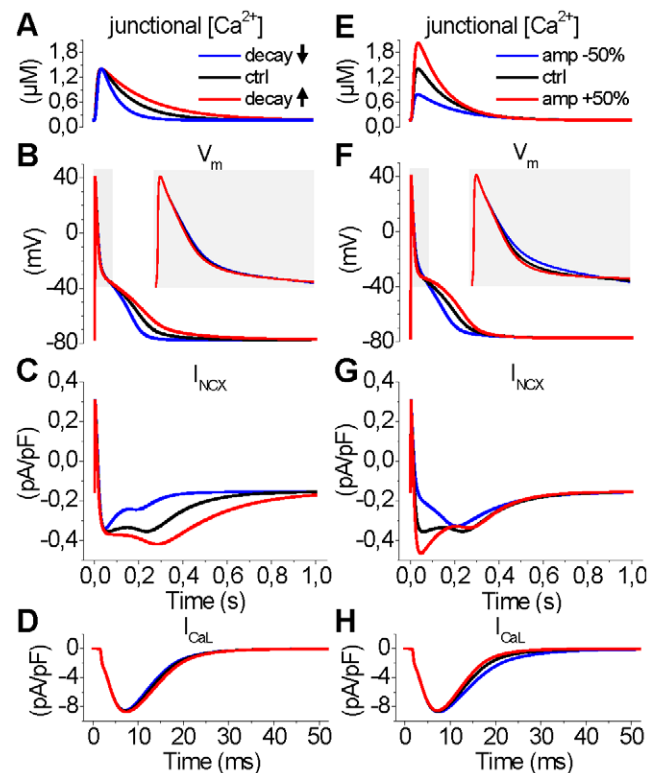 A junctional [Ca2+]
1,8
1,2
0,6
0,0
(µM)
decay ↓
ctrl
decay ↑
B Vm
40
0
-40
-80
(mV)
C INCX
0,4
0,2
0,0
-0,2
-0,4
(pA/pF)
0,0 0,2 0,4 0,6 0,8 1,0
Time (s)
D ICaL
0
-4
-8
(pA/pF)
0 10 20 30 40 50
Time (ms)
E junctional [Ca2+]
1,8
1,2
0,6
0,0
(µM)
amp -50%
ctrl
amp +50%
F Vm
40
0
-40
-80
(mV)
G INCX
0,4
0,2
0,0
-0,2
-0,4
(pA/pF)
0,0 0,2 0,4 0,6 0,8 1,0
Time (s)
H ICaL
0
-4
-8
(pA/pF)
0 10 20 30 40 50
Time (ms)